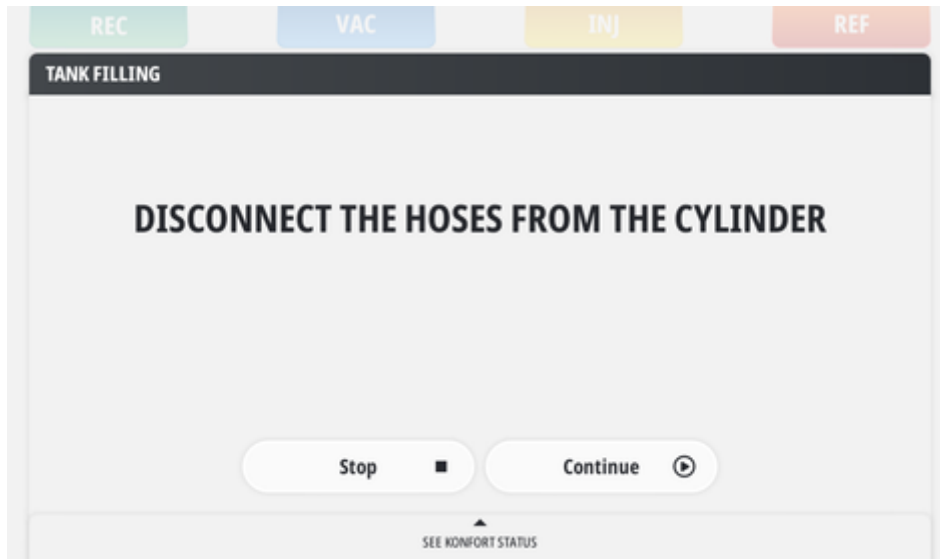 REC VAC INJ REF
TANK FILLING
DISCONNECT THE HOSES FROM THE CYLINDER
Stop Continue
SEE KONFORT STATUS